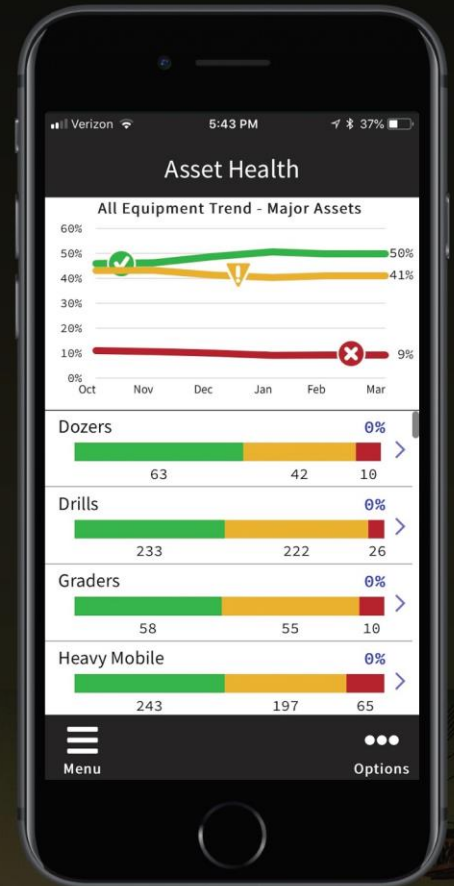 Verizon 5:43 PM 37%
Asset Health
All Equipment Trend - Major Assets
60%
50% 50%
40% 41%
30%
20%
10% 9%
0%
Oct Nov Dec Jan Feb Mar
Dozers 0%
63 42 10
Drills 0%
233 222 26
Graders 0%
58 55 10
Heavy Mobile 0%
243 197 65
Menu Options